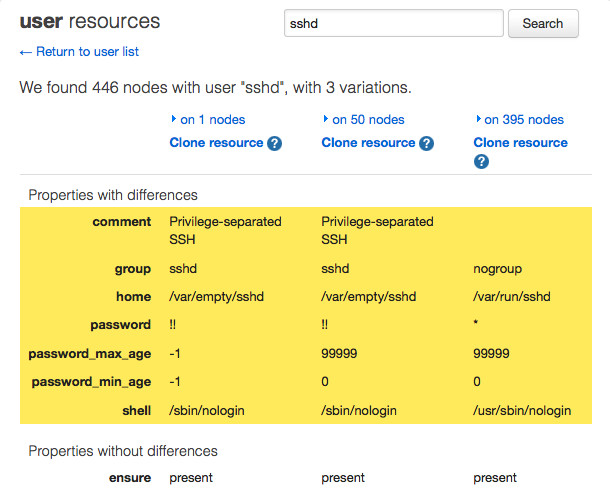 user resources sshd Search
← Return to user list
We found 446 nodes with user "sshd", with 3 variations.
on 1 nodes on 50 nodes on 395 nodes
Clone resource ? Clone resource ? Clone resource
?
Properties with differences
comment Privilege-separated Privilege-separated
SSH SSH
group sshd sshd nogroup
home /var/empty/sshd /var/empty/sshd /var/run/sshd
password !! !! *
password_max_age -1 99999 99999
password_min_age -1 0 0
shell /sbin/nologin /sbin/nologin /usr/sbin/nologin
Properties without differences
ensure present present present